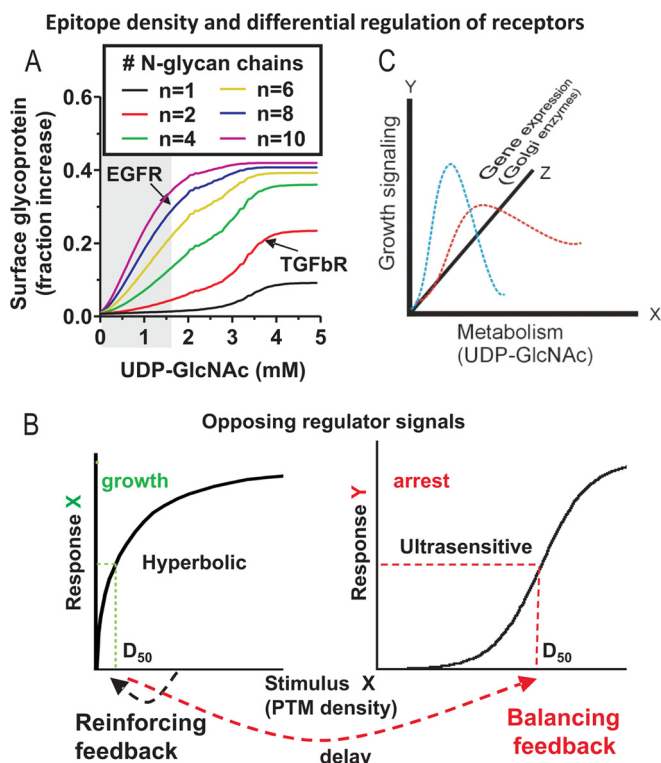 Epitope density and differential regulation of receptors
A
# N-glycan chains
n=1
n=6
n=2
n=8
n=4
n=10
Surface glycoprotein
(fraction increase)
0.6
0.4
0.2
0.0
EGFR
TGFbR
0 1 2 3 4 5
UDP-GlcNAc (mM)
C
Y
Growth signaling
Gene expression
(Golgi enzymes)
Z
X
Metabolism
(UDP-GlcNAc)
B
Opposing regulator signals
growth
Response X
Hyperbolic
D50
arrest
Response Y
Ultrasensitive
D50
Stimulus X
(PTM density)
Reinforcing
feedback
delay
Balancing
feedback